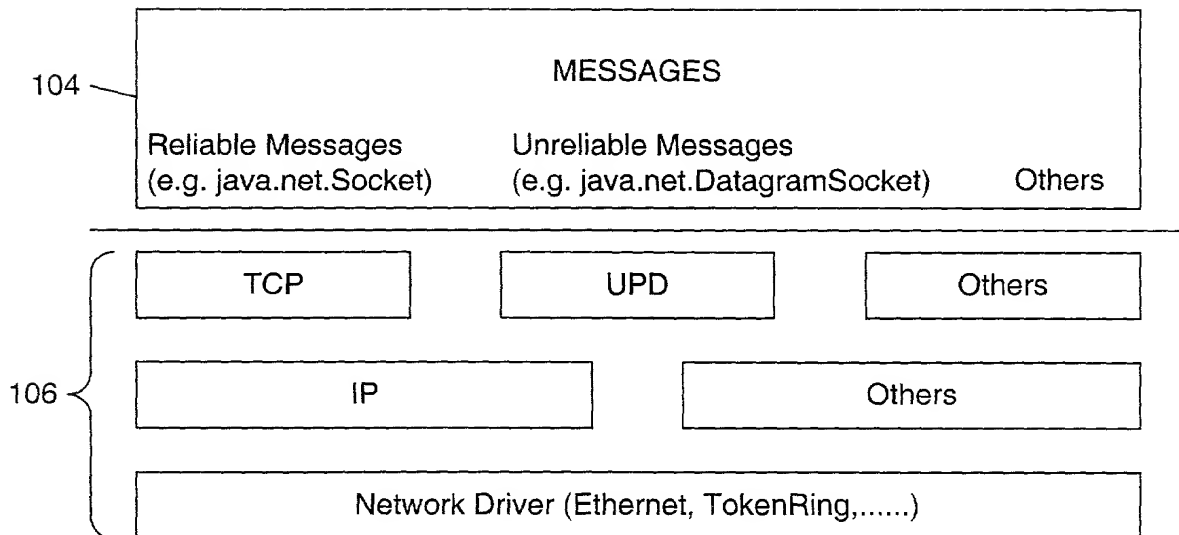 MESSAGES
104
Reliable Messages
(e.g. java.net.Socket)
Unreliable Messages
(e.g. java.net.DatagramSocket)
Others
TCP
UPD
Others
106
IP
Others
Network Driver (Ethernet, TokenRing,......)